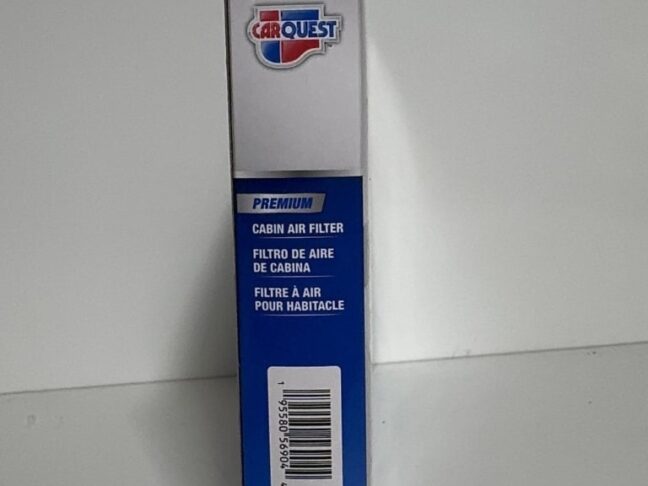 CARQUEST
PREMIUM
CABIN AIR FILTER
FILTRO DE AIRE
DE CABINA
FILTRE À AIR
POUR HABITACLE
1 95580 56904